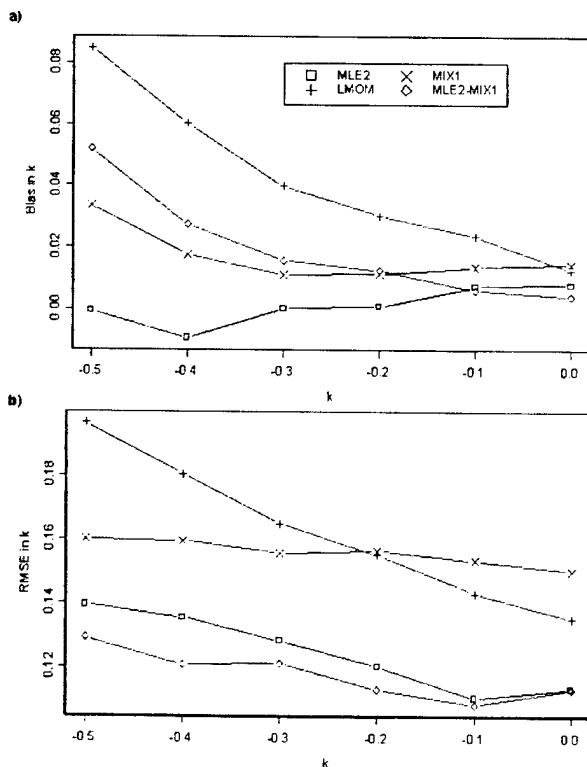 a)
MLE2
LMOM
MIX1
MLE2-MIX1
Bias in k
0.00
0.02
0.04
0.06
0.08
-0.5
-0.4
-0.3
-0.2
-0.1
0.0
k
b)
RMSE in k
0.12
0.14
0.16
0.18
-0.5
-0.4
-0.3
-0.2
-0.1
0.0
k